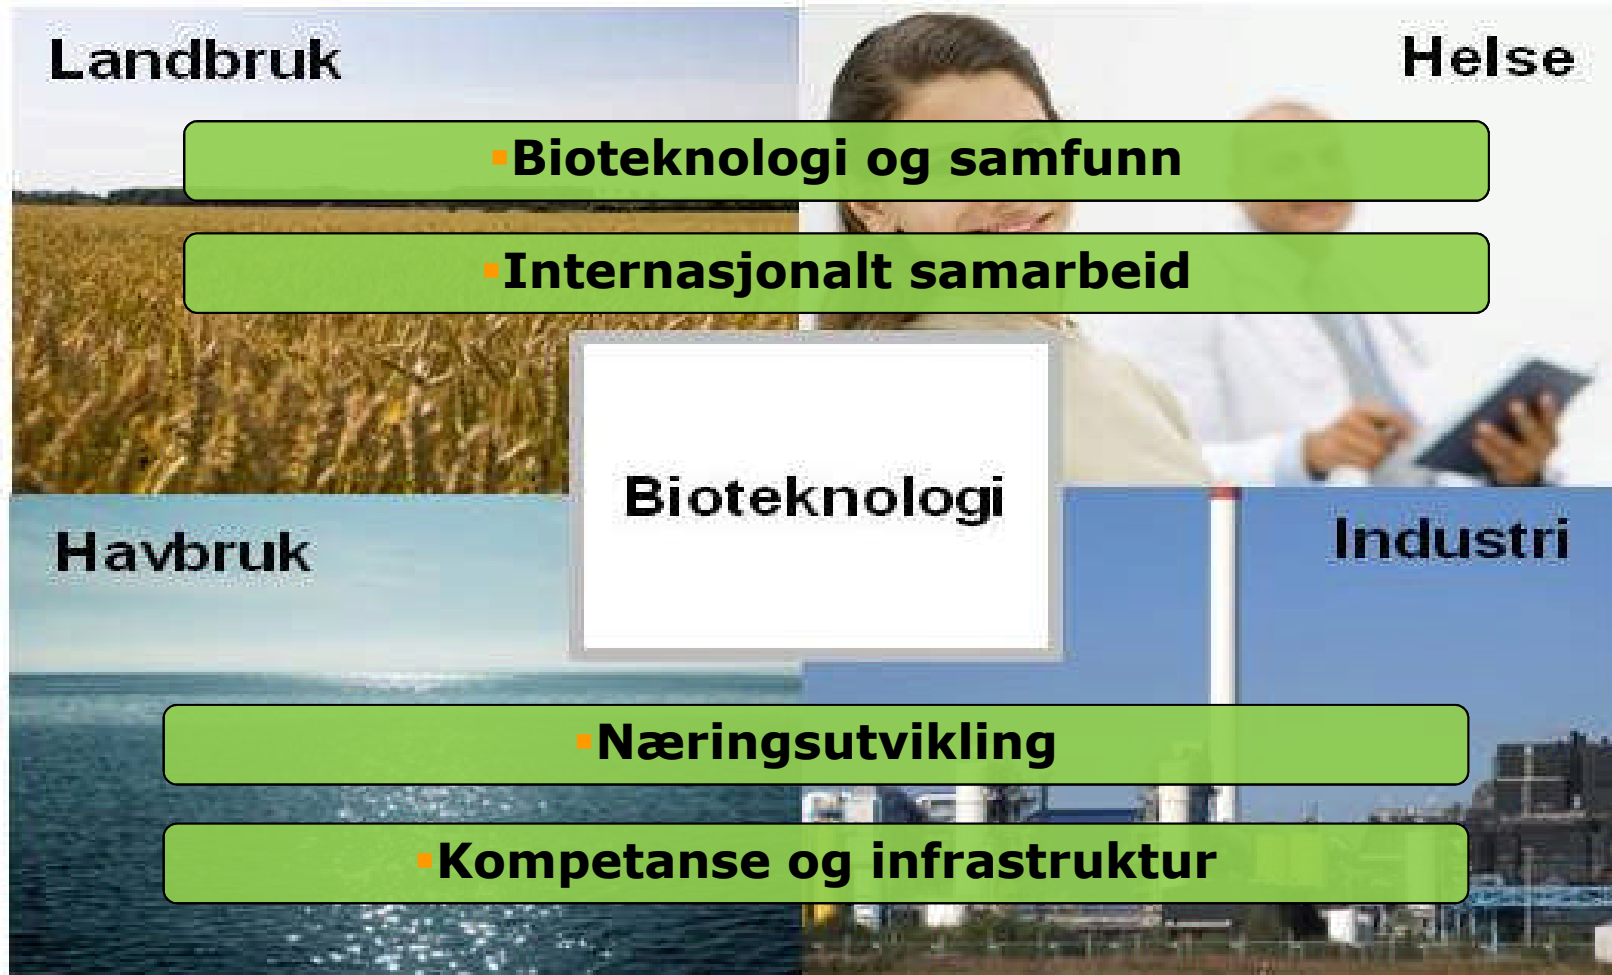 Landbruk
Helse
▪Bioteknologi og samfunn
▪Internasjonalt samarbeid
Bioteknologi
Havbruk
Industri
▪Næringsutvikling
▪Kompetanse og infrastruktur